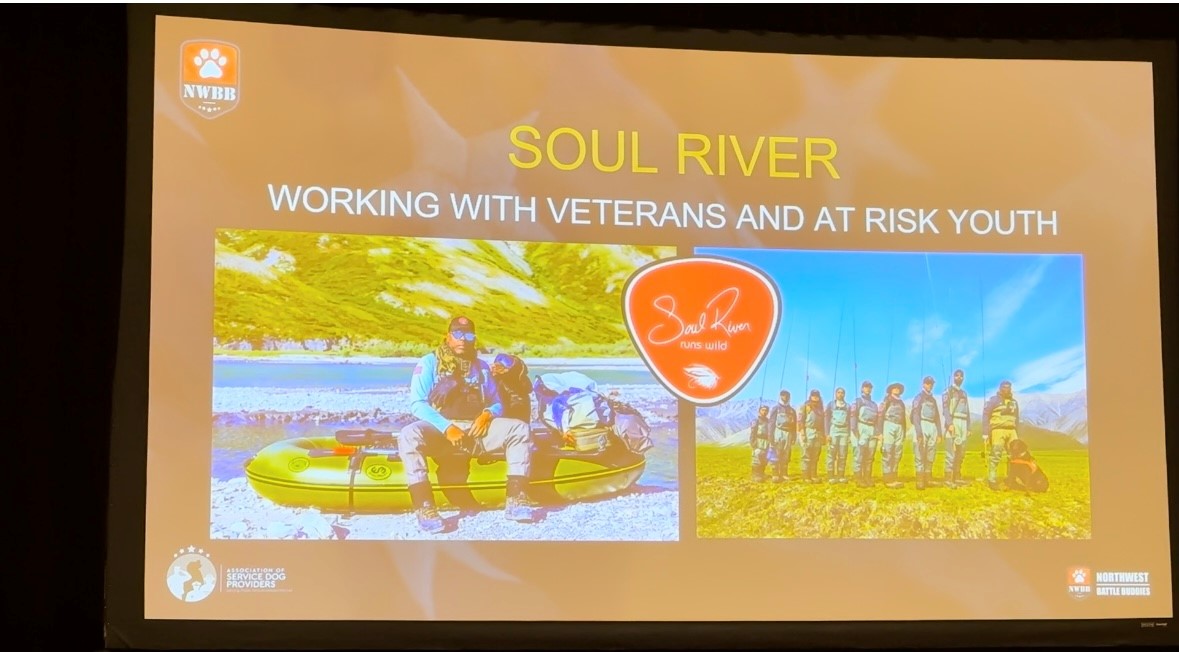 NWBB
SOUL RIVER
WORKING WITH VETERANS AND AT RISK YOUTH
Soul River
runs wild
ASSOCIATION OF
SERVICE DOG
PROVIDERS
NWBB
NORTHWEST
BATTLE BUDDIES